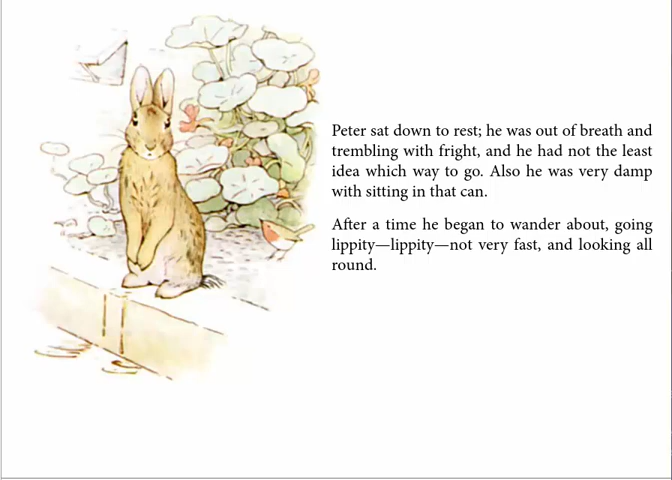 Peter sat down to rest; he was out of breath and
trembling with fright, and he had not the least
idea which way to go. Also he was very damp
with sitting in that can.
After a time he began to wander about, going
lippity—lippity—not very fast, and looking all
round.